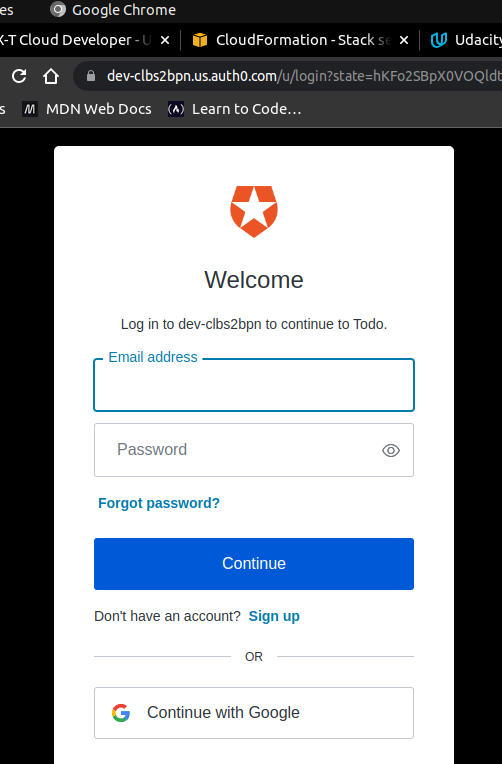 es Google Chrome
X-T Cloud Developer - U × CloudFormation - Stack se × Udacity
dev-clbs2bpn.us.auth0.com/u/login?state=hKFo2SBpX0VOQldt
s MDN Web Docs Learn to Code…
Welcome
Log in to dev-clbs2bpn to continue to Todo.
Email address
Password
Forgot password?
Continue
Don't have an account? Sign up
OR
Continue with Google